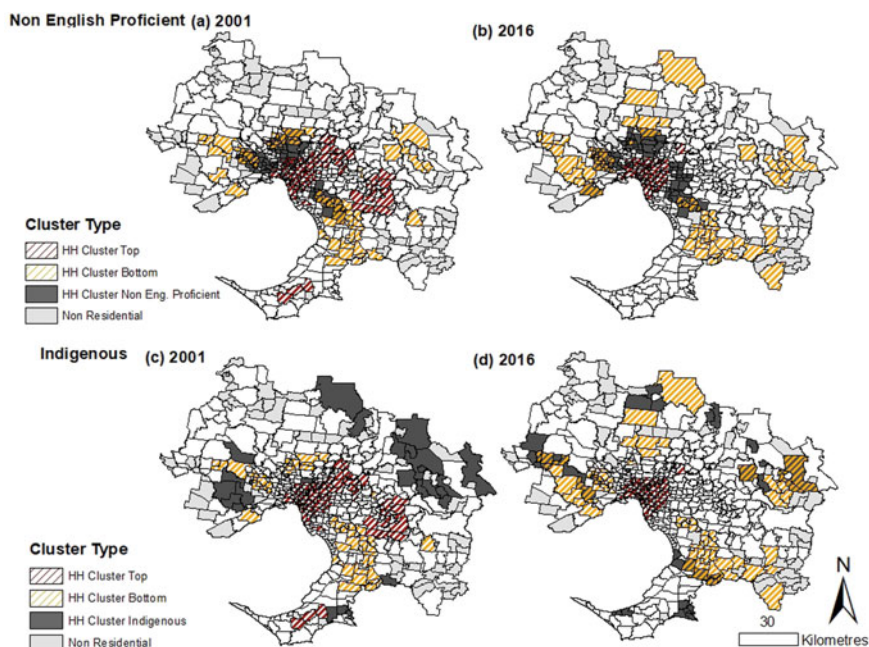 Non English Proficient (a) 2001
(b) 2016
Cluster Type
HH Cluster Top
HH Cluster Bottom
HH Cluster Non Eng. Proficient
Non Residential
Indigenous (c) 2001
(d) 2016
Cluster Type
HH Cluster Top
HH Cluster Bottom
HH Cluster Indigenous
Non Residential
N
30
Kilometres